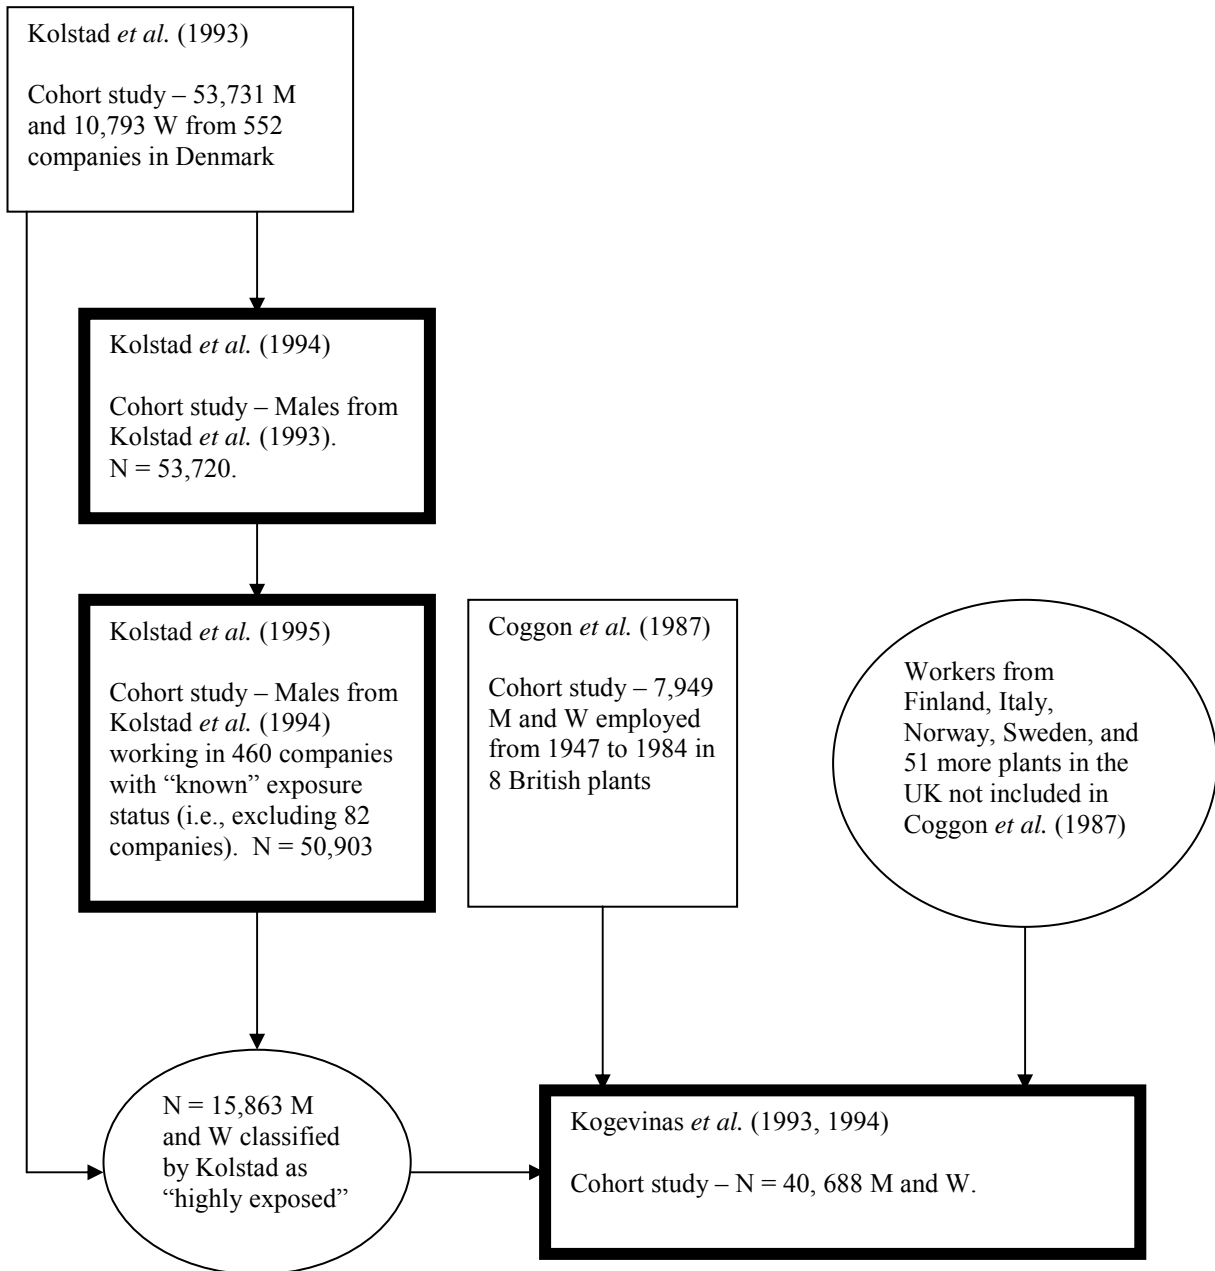 Kolstad et al. (1993)
Cohort study – 53,731 M
and 10,793 W from 552
companies in Denmark
Kolstad et al. (1994)
Cohort study – Males from
Kolstad et al. (1993).
N = 53,720.
Kolstad et al. (1995)
Cohort study – Males from
Kolstad et al. (1994)
working in 460 companies
with “known” exposure
status (i.e., excluding 82
companies).  N = 50,903
Coggon et al. (1987)
Cohort study – 7,949
M and W employed
from 1947 to 1984 in
8 British plants
Workers from
Finland, Italy,
Norway, Sweden, and
51 more plants in the
UK not included in
Coggon et al. (1987)
N = 15,863 M
and W classified
by Kolstad as
“highly exposed”
Kogevinas et al. (1993, 1994)
Cohort study – N = 40, 688 M and W.